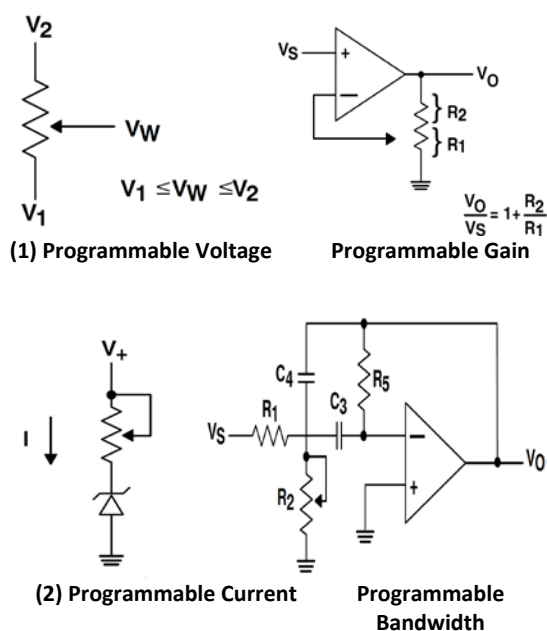 V2
VW
V1
V1 ≤VW ≤V2
(1) Programmable Voltage
VS
+
−
VO
R2
R1
VO/VS = 1+ R2/R1
Programmable Gain
V+
I
(2) Programmable Current
C4
R5
R1
C3
VS
−
R2
+
VO
Programmable
Bandwidth